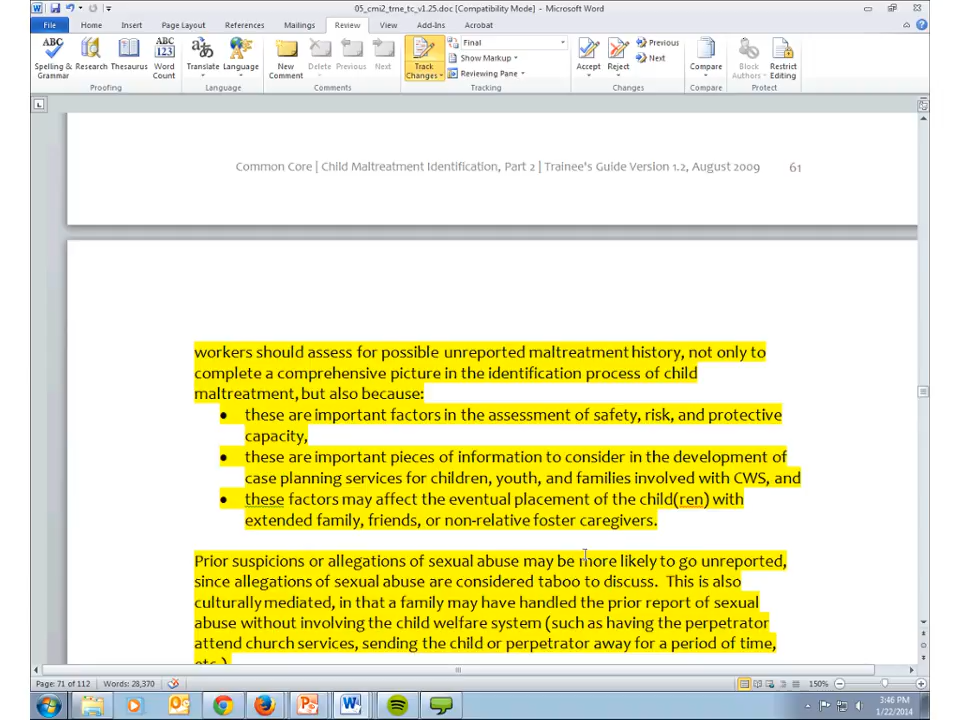 05_cmi2_tme_tc_v1.25.doc [Compatibility Mode] - Microsoft Word
File Home Insert Page Layout References Mailings Review View Add-Ins Acrobat
Final Previous
Show Markup Next
Reviewing Pane
Spelling & Grammar Research Thesaurus Word Count Translate Language New Comment Delete Previous Next Track Changes Accept Reject Compare Block Authors Restrict Editing
Proofing Language Comments Tracking Changes Compare Protect
Common Core | Child Maltreatment Identification, Part 2 | Trainee's Guide Version 1.2, August 2009 61
workers should assess for possible unreported maltreatment history, not only to
complete a comprehensive picture in the identification process of child
maltreatment, but also because:
• these are important factors in the assessment of safety, risk, and protective
capacity,
• these are important pieces of information to consider in the development of
case planning services for children, youth, and families involved with CWS, and
• these factors may affect the eventual placement of the child(ren) with
extended family, friends, or non-relative foster caregivers.
Prior suspicions or allegations of sexual abuse may be more likely to go unreported,
since allegations of sexual abuse are considered taboo to discuss. This is also
culturally mediated, in that a family may have handled the prior report of sexual
abuse without involving the child welfare system (such as having the perpetrator
attend church services, sending the child or perpetrator away for a period of time,
etc.)
Page: 71 of 112 Words: 28,370 150%
3:46 PM
1/22/2014